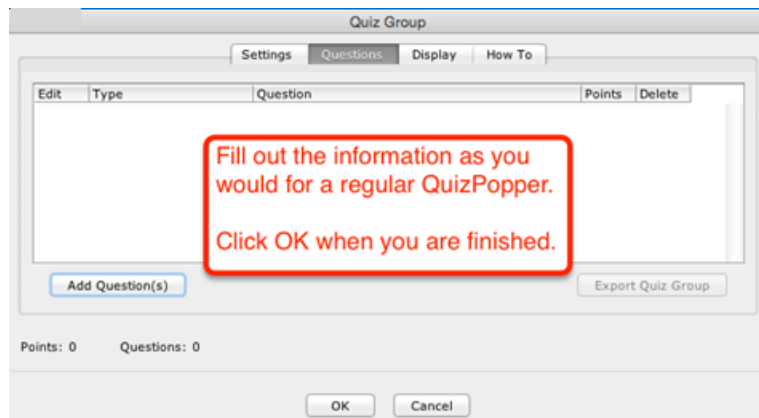 Quiz Group
Settings Questions Display How To
Edit Type Question Points Delete
Fill out the information as you
would for a regular QuizPopper.
Click OK when you are finished.
Add Question(s) Export Quiz Group
Points: 0 Questions: 0
OK Cancel